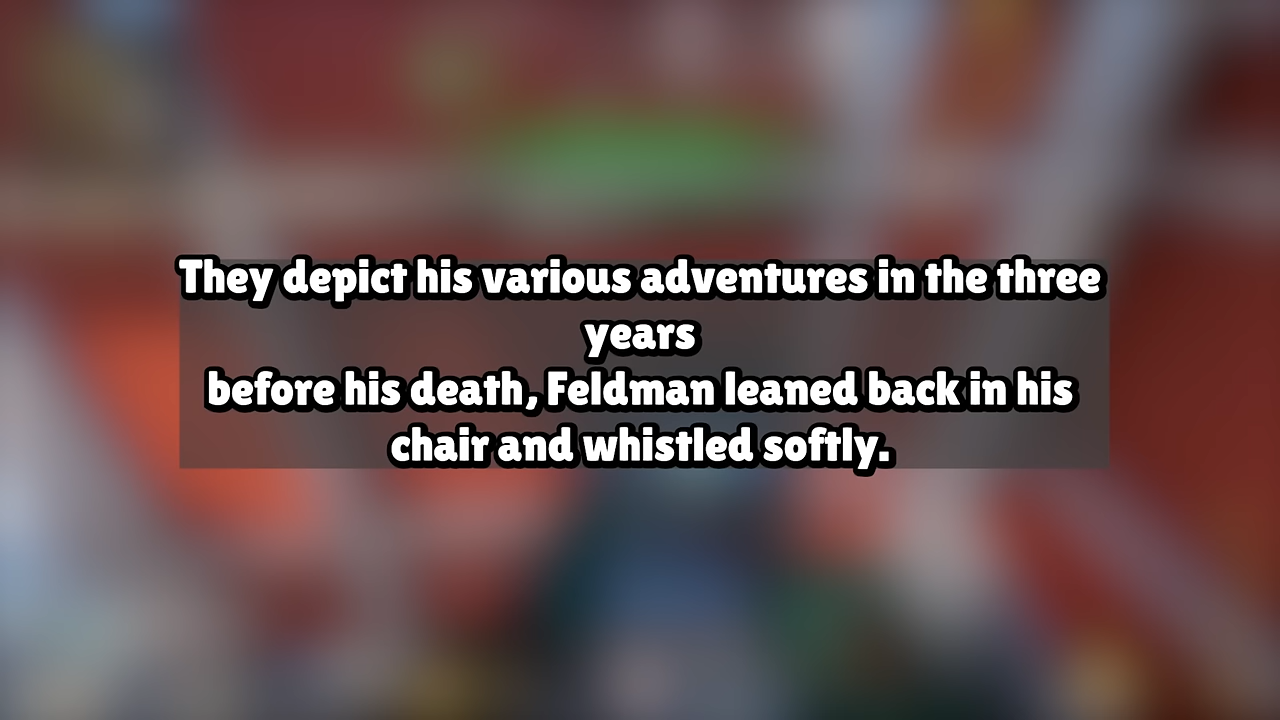 They depict his various adventures in the three
years
before his death, Feldman leaned back in his
chair and whistled softly.